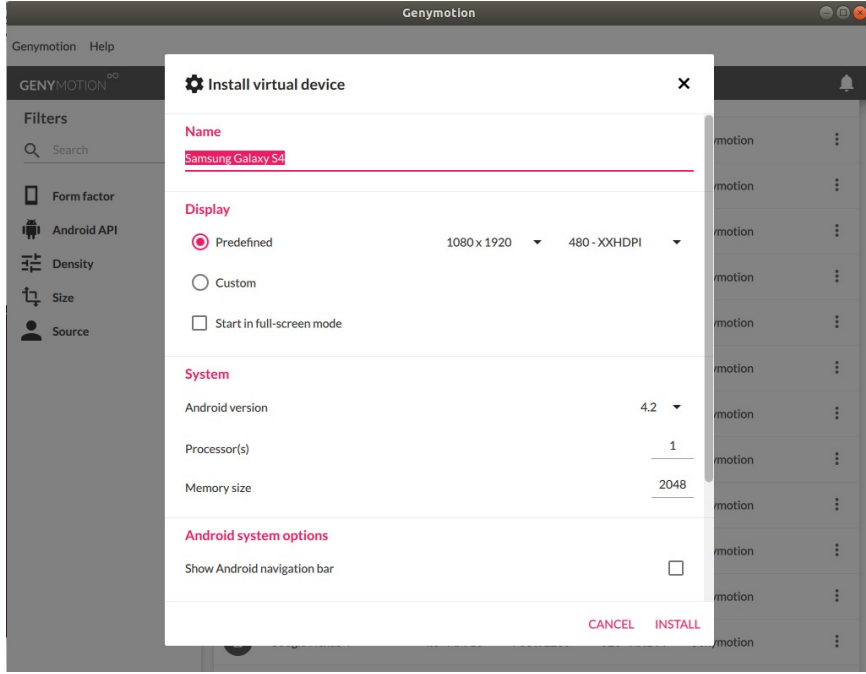 Genymotion
Genymotion Help
GENYMOTION
Filters
Search
Form factor
Android API
Density
Size
Source
Install virtual device
Name
Samsung Galaxy S4
Display
Predefined 1080 x 1920 480 - XXHDPI
Custom
Start in full-screen mode
System
Android version 4.2
Processor(s) 1
Memory size 2048
Android system options
Show Android navigation bar
CANCEL INSTALL